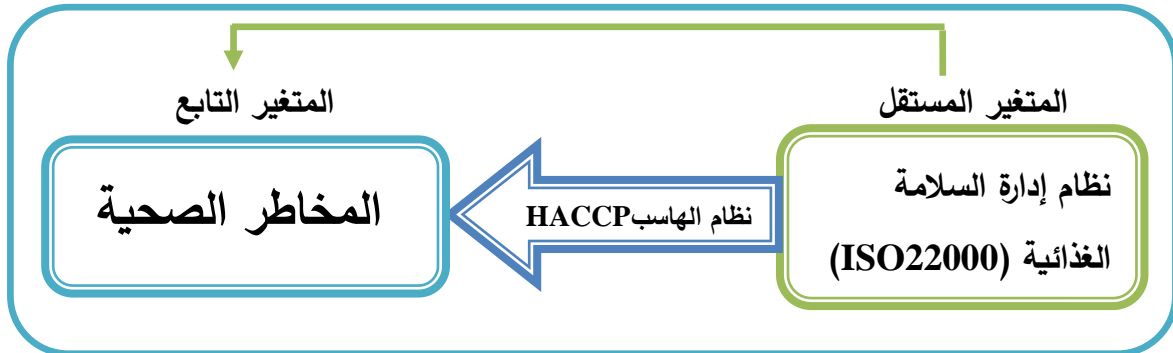 المتغير المستقل
المتغير التابع
نظام إدارة السلامة
الغذائية (ISO22000)
نظام الهاسبHACCP
المخاطر الصحية